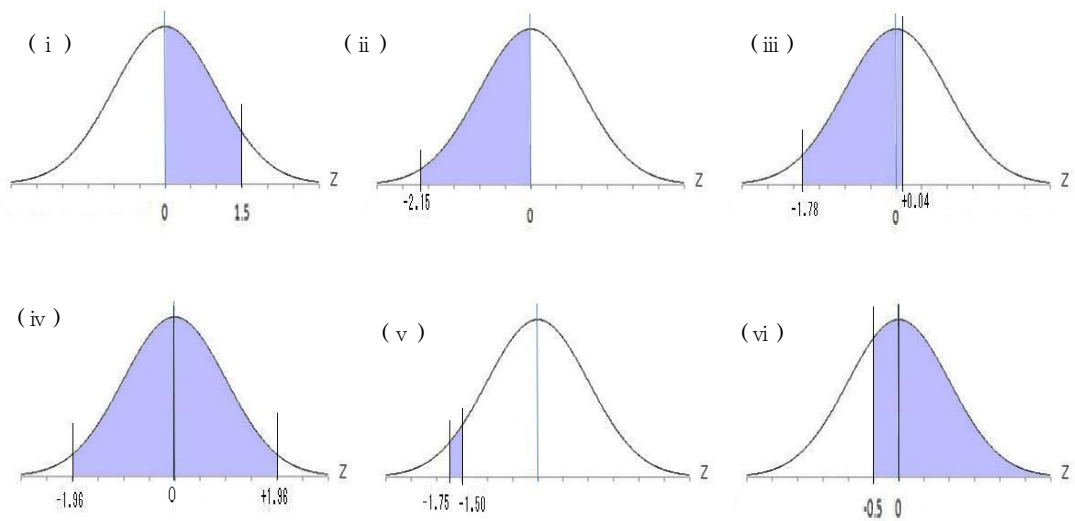 ( i )
Z
0
1.5
( ii )
Z
-2.15
0
( iii )
Z
-1.78
0
+0.04
( iv )
Z
-1.96
0
+1.96
( v )
Z
-1.75
-1.50
( vi )
Z
-0.5
0